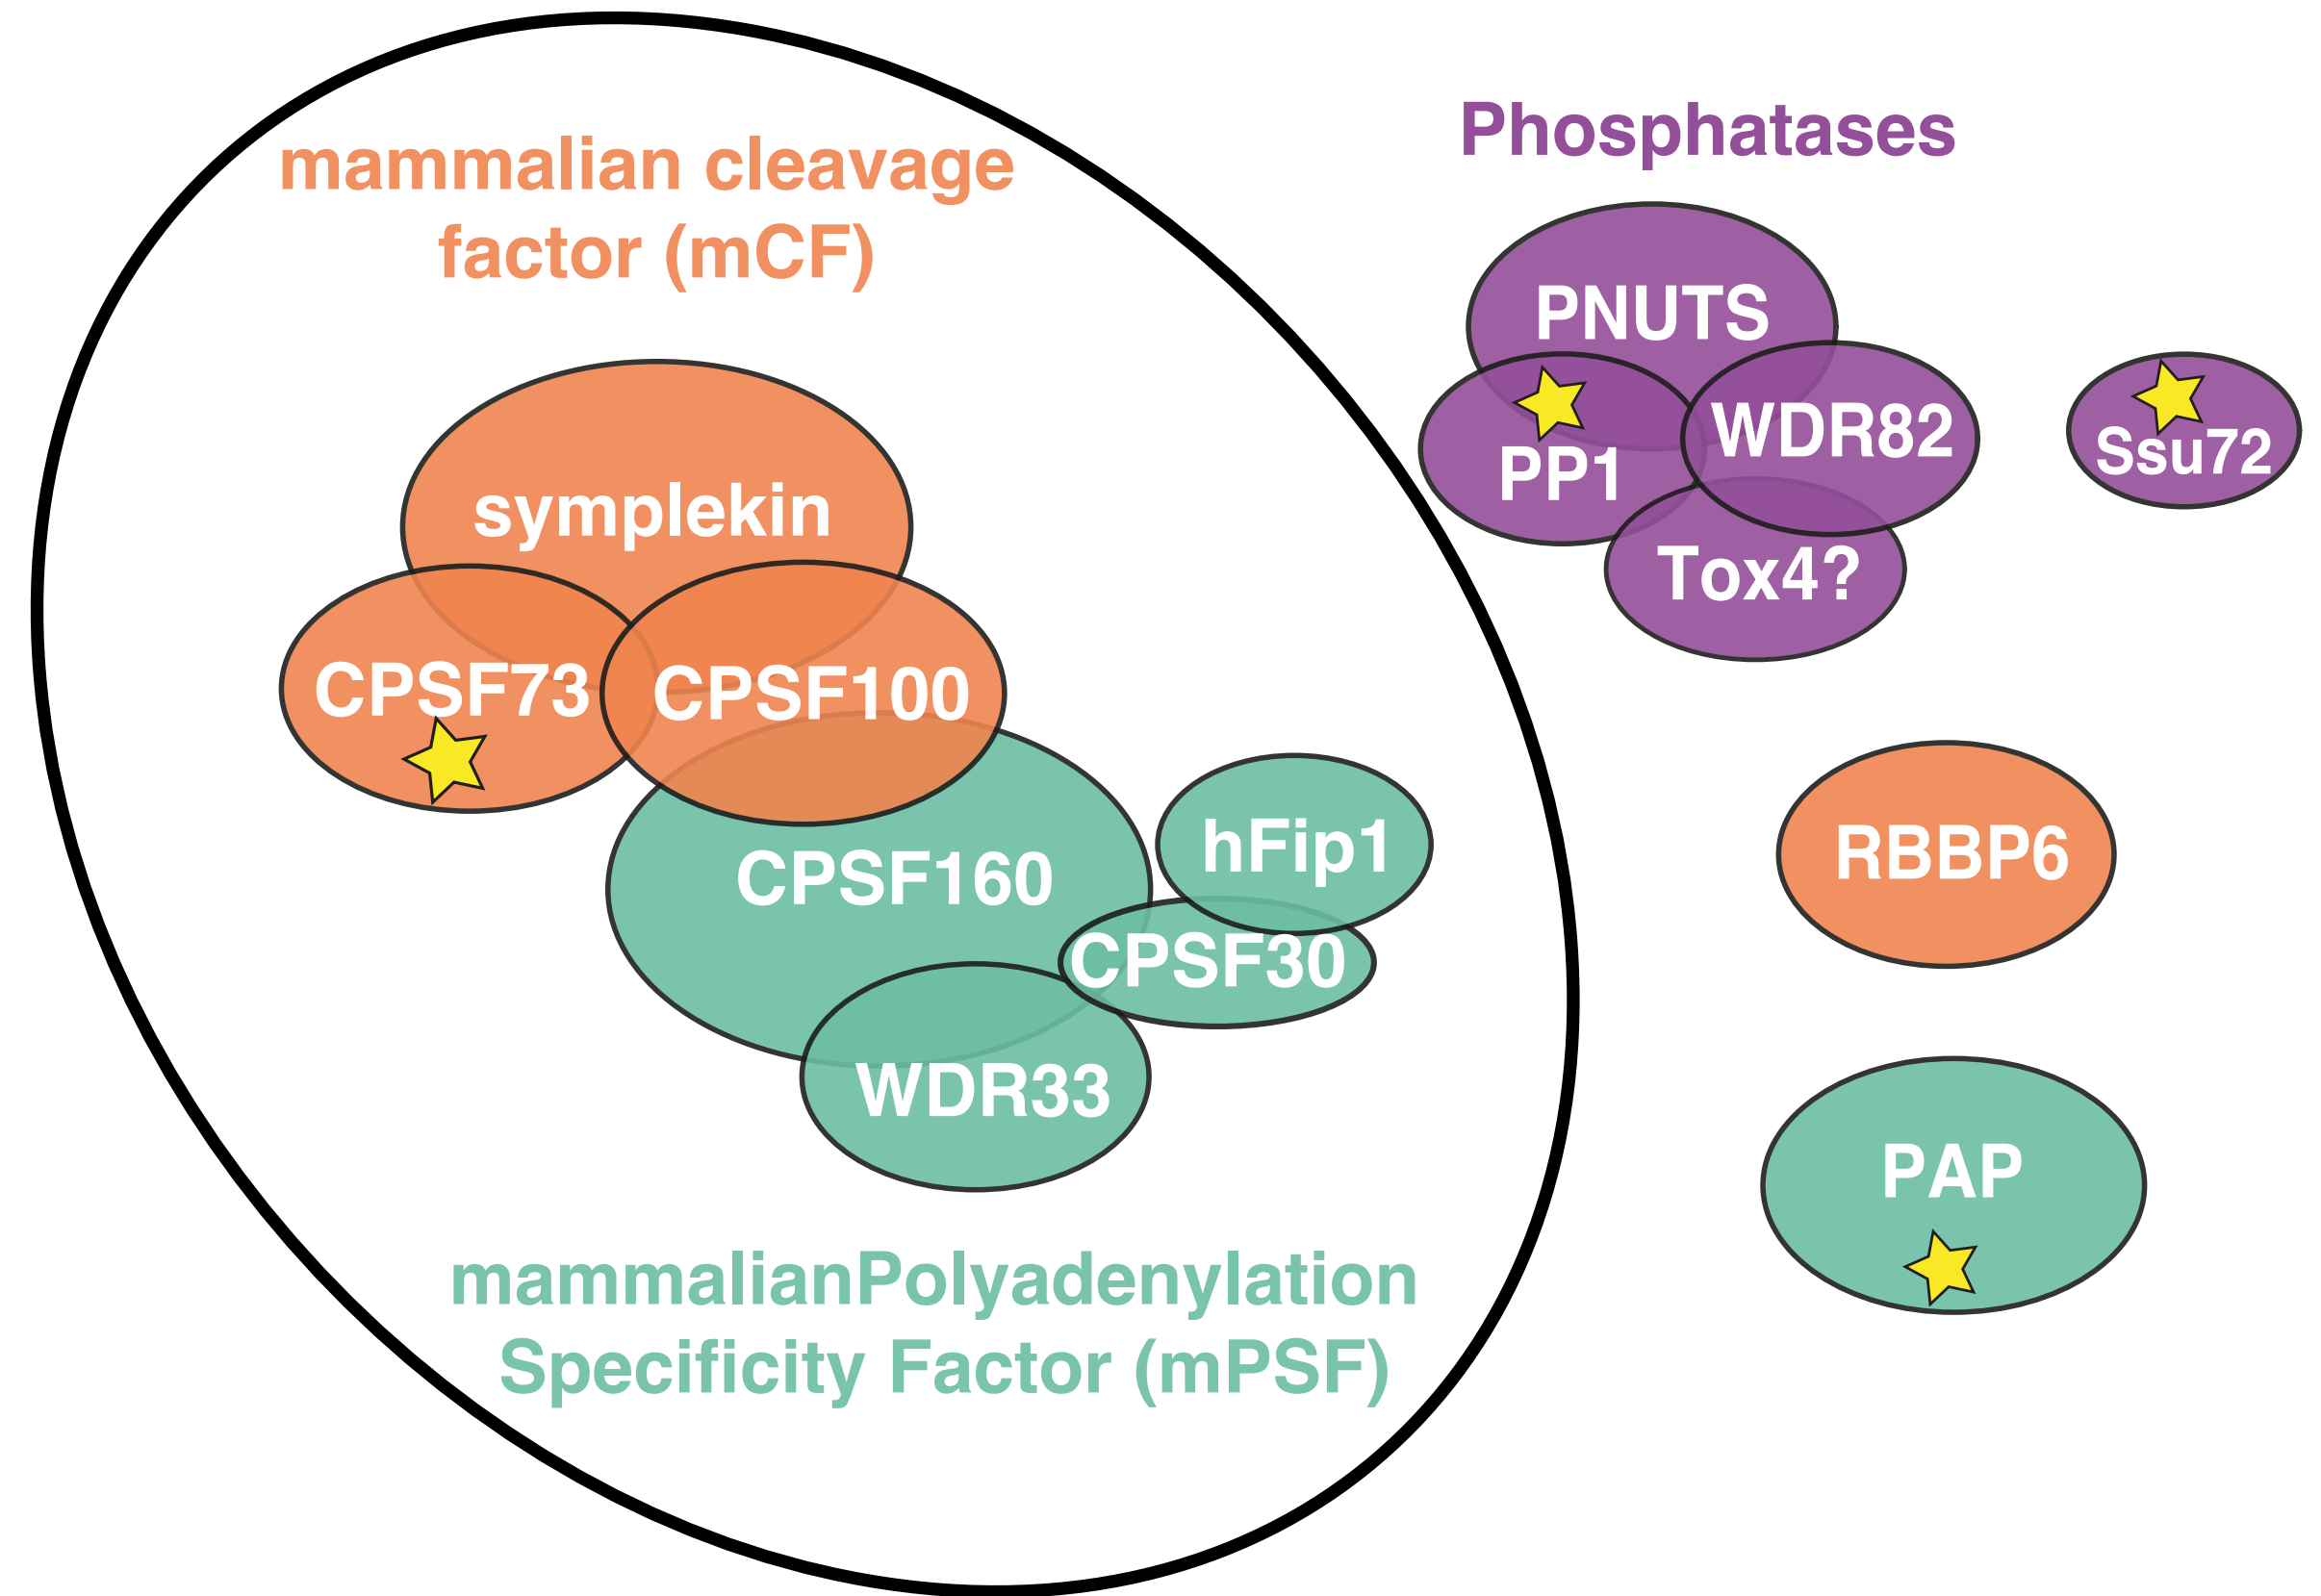 mammalian cleavage
factor (mCF)
symplekin
CPSF73
CPSF100
CPSF160
hFip1
CPSF30
WDR33
mammalianPolyadenylation
Specificity Factor (mPSF)
Phosphatases
PNUTS
PP1
WDR82
Tox4?
Ssu72
RBBP6
PAP